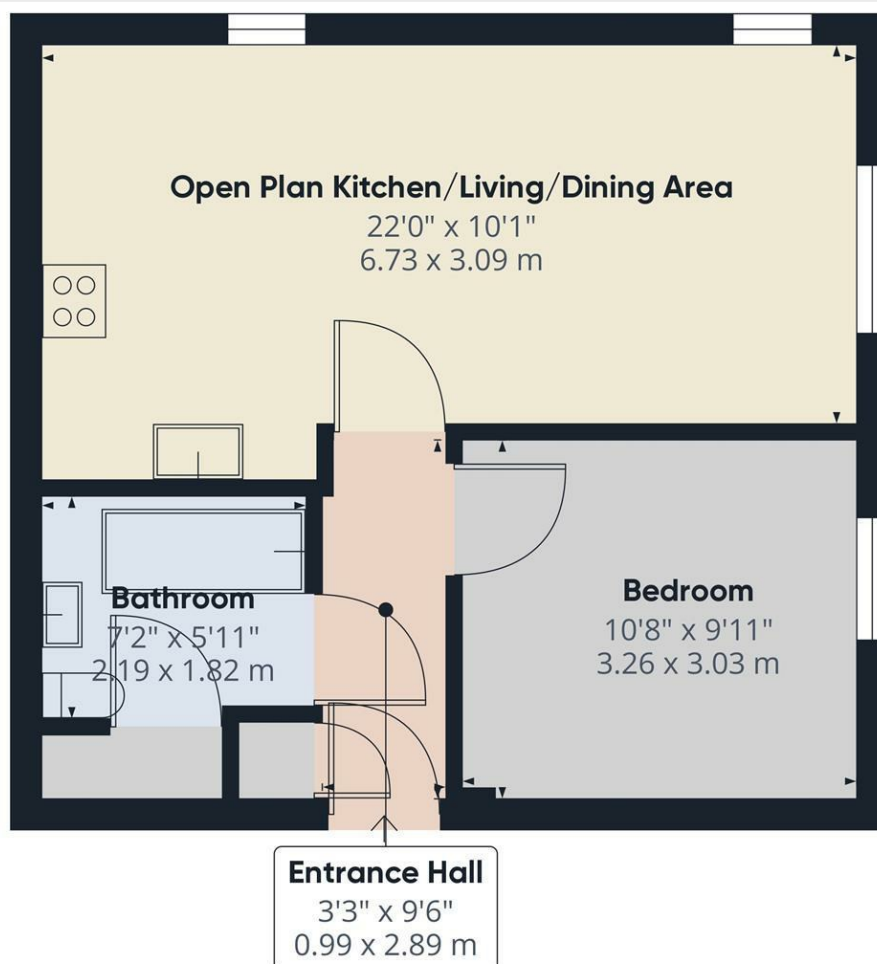 Open Plan Kitchen/Living/Dining Area
22'0" x 10'1"
6.73 x 3.09 m
Bathroom
7'2" x 5'11"
2.19 x 1.82 m
Bedroom
10'8" x 9'11"
3.26 x 3.03 m
Entrance Hall
3'3" x 9'6"
0.99 x 2.89 m